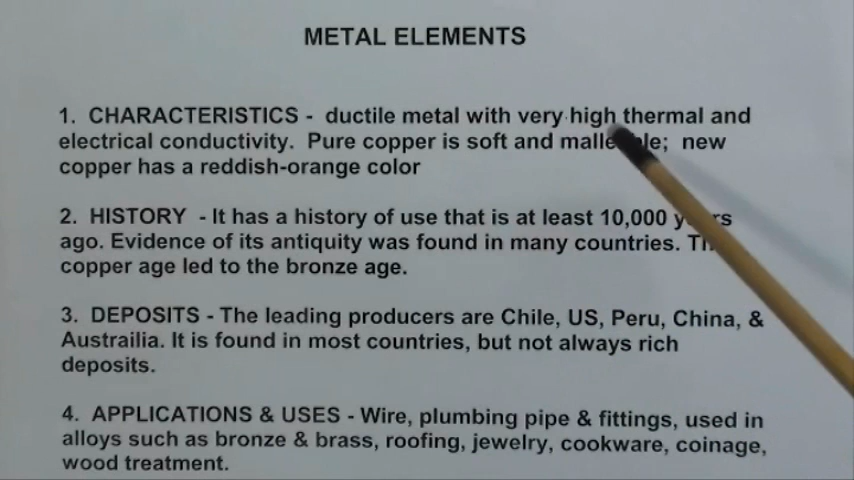 METAL ELEMENTS
1. CHARACTERISTICS - ductile metal with very high thermal and
electrical conductivity. Pure copper is soft and malleable; new
copper has a reddish-orange color
2. HISTORY - It has a history of use that is at least 10,000 years
ago. Evidence of its antiquity was found in many countries. The
copper age led to the bronze age.
3. DEPOSITS - The leading producers are Chile, US, Peru, China, &
Austrailia. It is found in most countries, but not always rich
deposits.
4. APPLICATIONS & USES - Wire, plumbing pipe & fittings, used in
alloys such as bronze & brass, roofing, jewelry, cookware, coinage,
wood treatment.